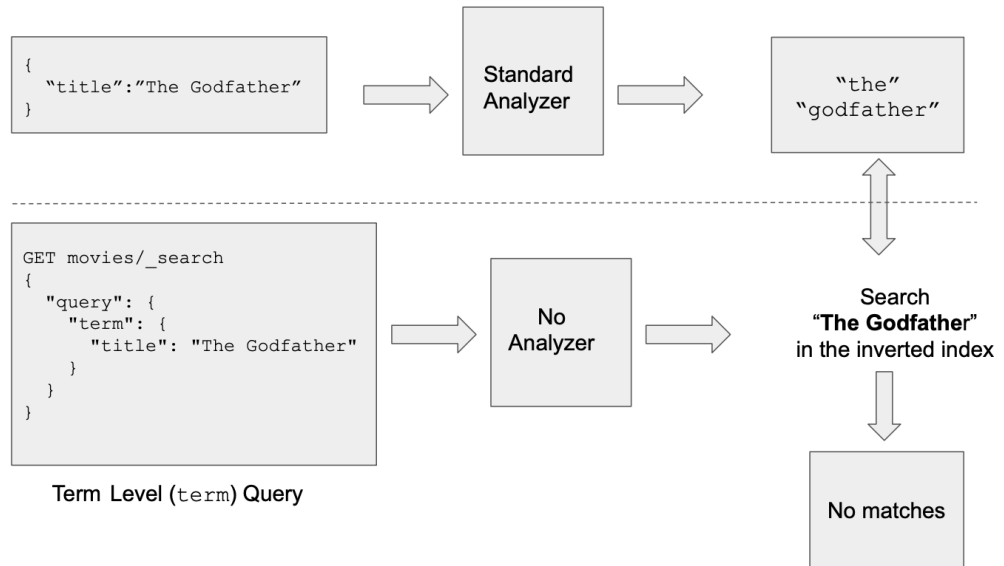 {
  “title”:”The Godfather”
}
Standard
Analyzer
“the”
“godfather”
GET movies/_search
{
  "query": {
    "term": {
      "title": "The Godfather"
    }
  }
}
No
Analyzer
Search
“The Godfather”
in the inverted index
Term Level (term) Query
No matches